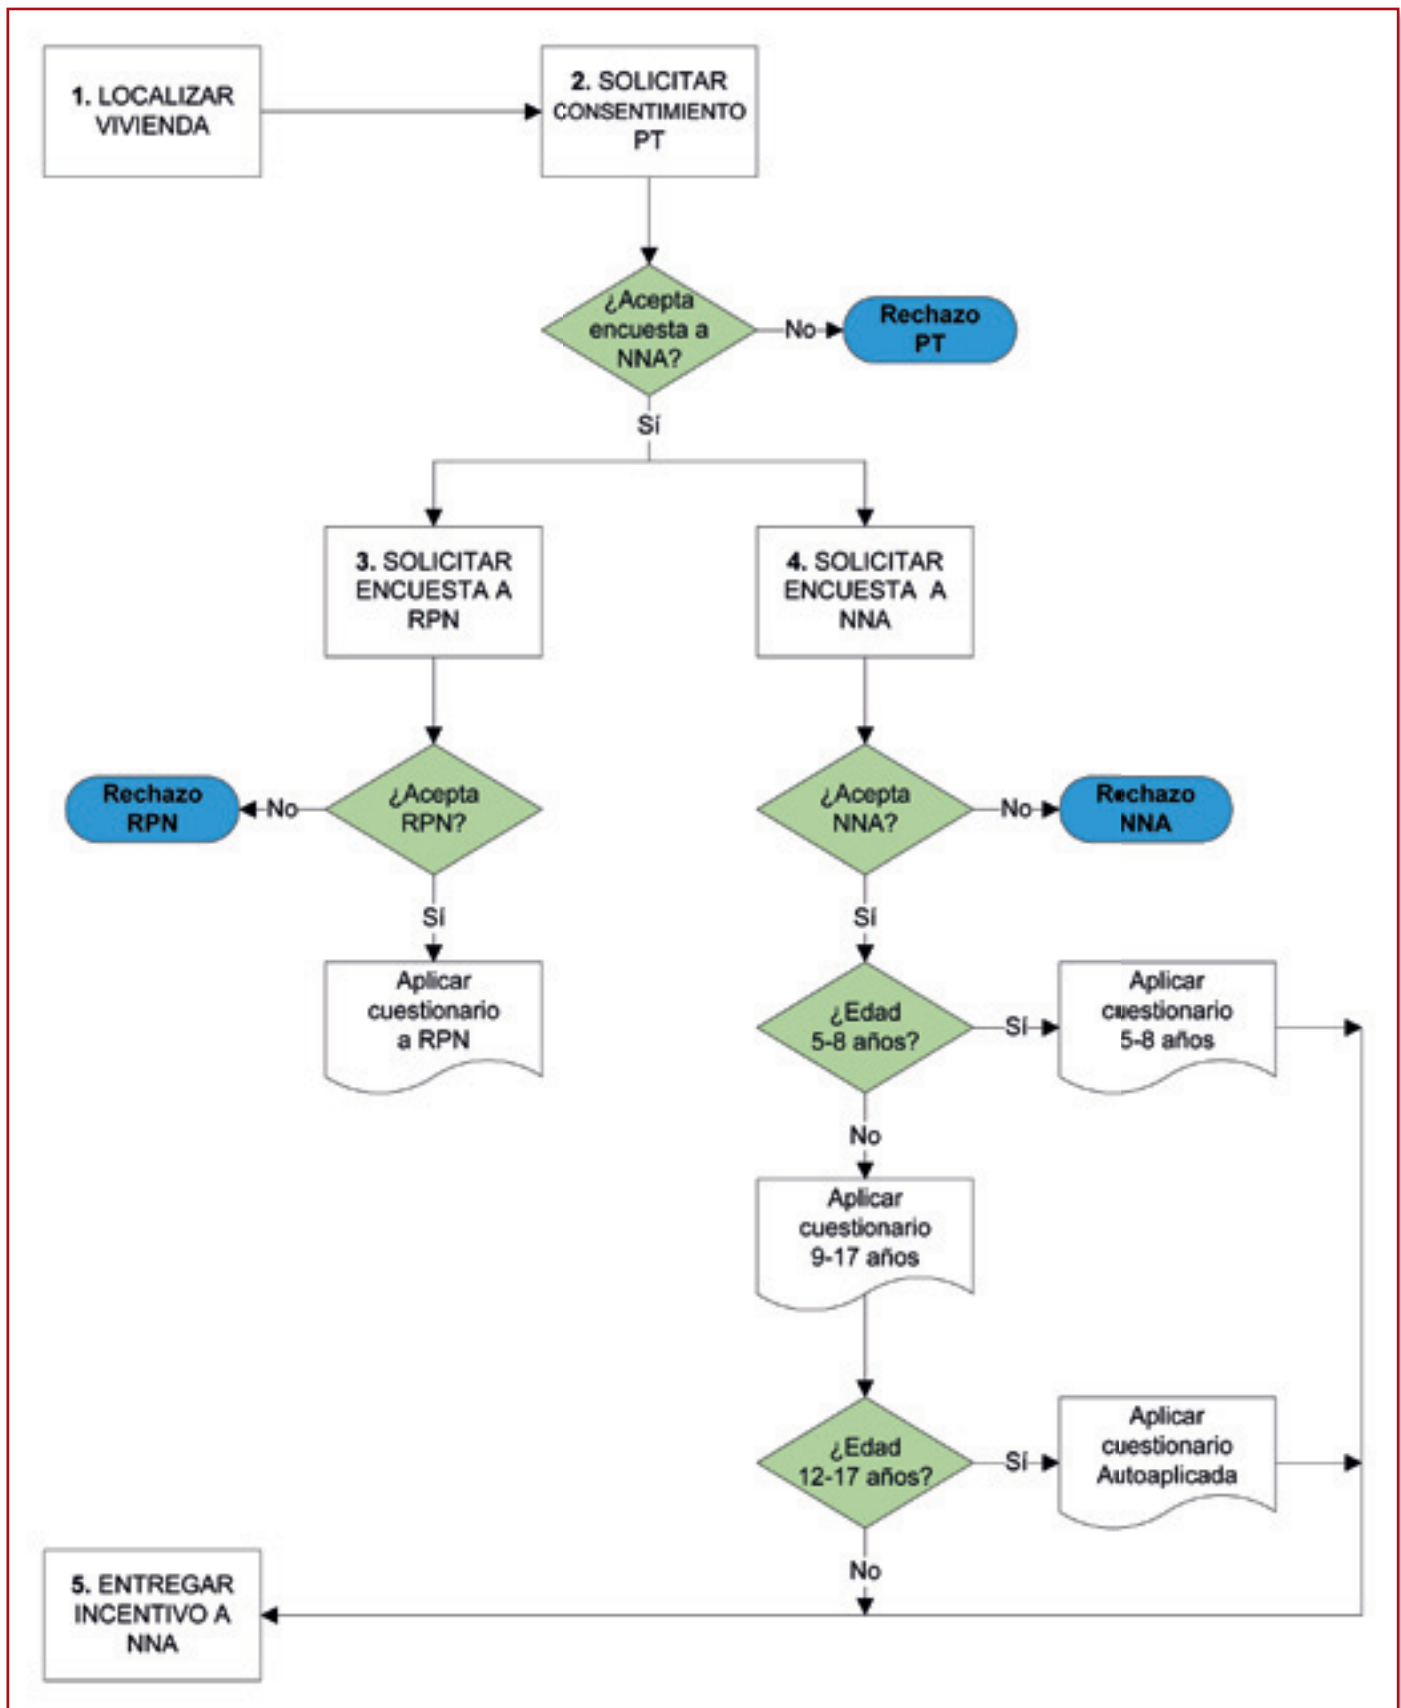 1. LOCALIZAR
VIVIENDA
2. SOLICITAR
CONSENTIMIENTO
PT
¿Acepta
encuesta a
NNA?
No
Rechazo
PT
Sí
3. SOLICITAR
ENCUESTA A
RPN
4. SOLICITAR
ENCUESTA A
NNA
Rechazo
RPN
No
¿Acepta
RPN?
¿Acepta
NNA?
No
Rechazo
NNA
Sí
Sí
Aplicar
cuestionario
a RPN
¿Edad
5-8 años?
Sí
Aplicar
cuestionario
5-8 años
No
Aplicar
cuestionario
9-17 años
¿Edad
12-17 años?
Sí
Aplicar
cuestionario
Autoaplicada
No
5. ENTREGAR
INCENTIVO A
NNA